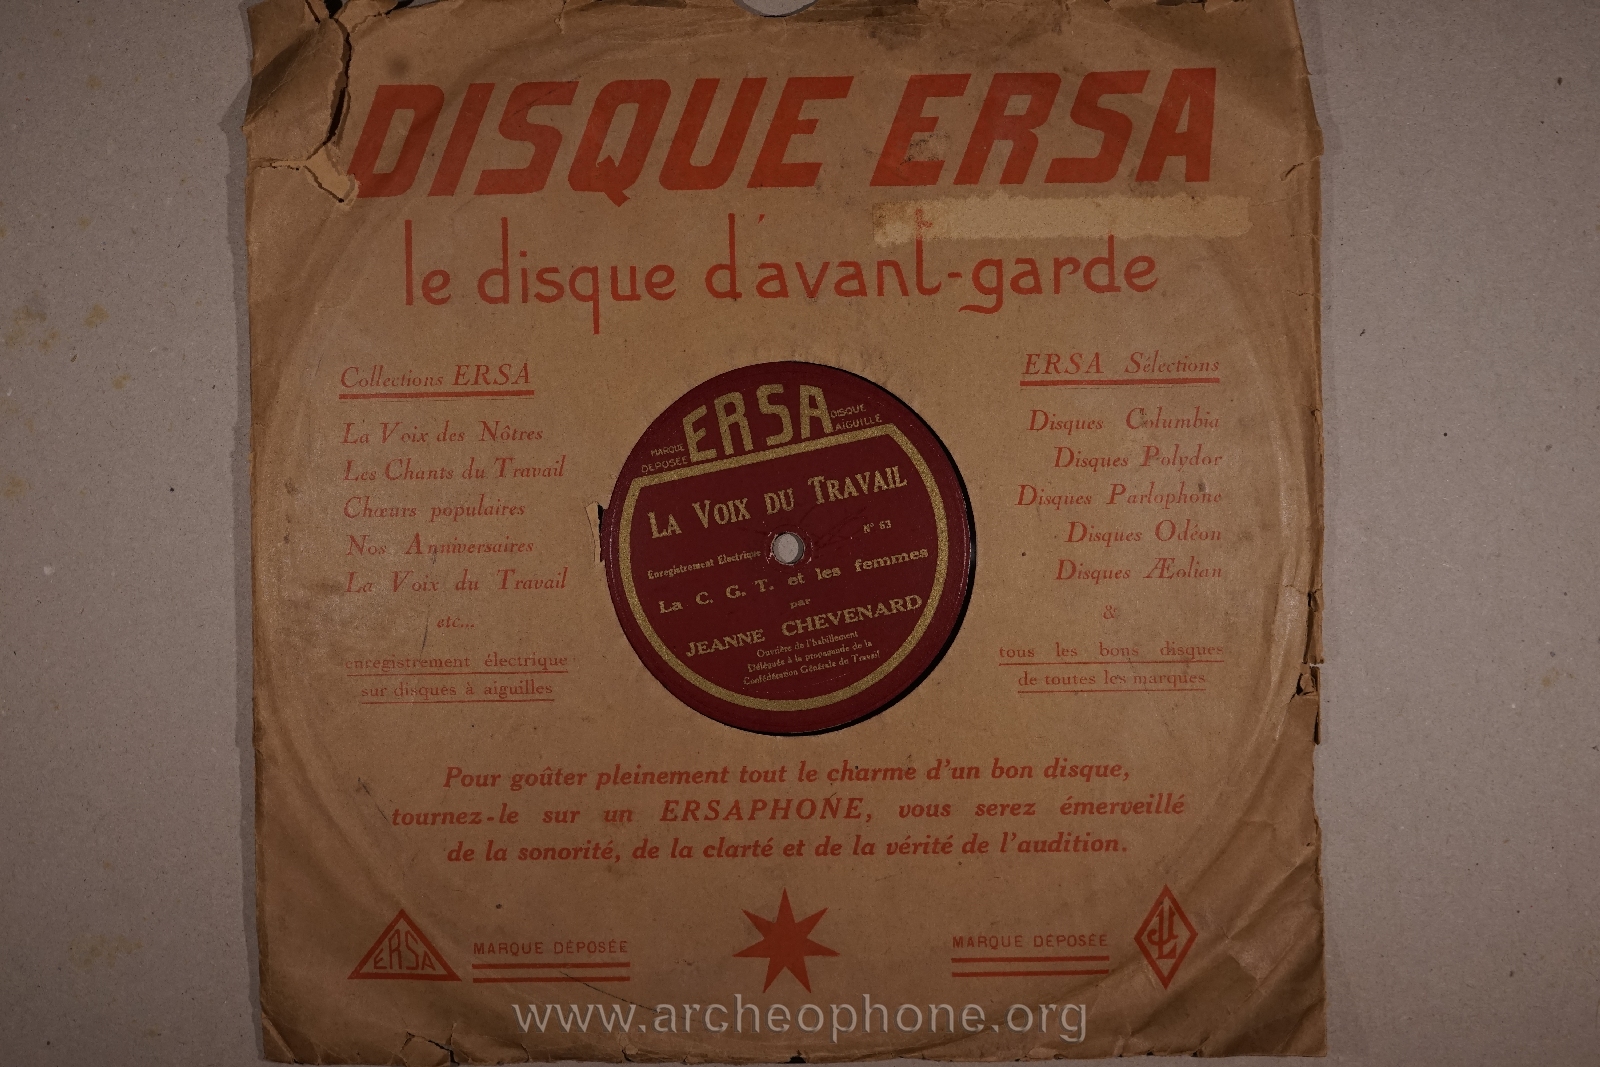 DISQUE ERSA
le disque d'avant-garde
Collections ERSA
La Voix des Nôtres
Les Chants du Travail
Chœurs populaires
Nos Anniversaires
La Voix du Travail
etc...
enregistrement électrique
sur disques à aiguilles
ERSA
MARQUE
DÉPOSÉE
DISQUE
AIGUILLE
LA VOIX DU TRAVAIL
Enregistrement Electrique
N° 63
La C. G. T. et les femmes
par
JEANNE CHEVENARD
Ouvrière de l'habillement
Déléguée à la propagande de la
Confédération Générale du Travail
ERSA Sélections
Disques Columbia
Disques Polydor
Disques Parlophone
Disques Odéon
Disques Æolian
&
tous les bons disques
de toutes les marques
Pour goûter pleinement tout le charme d'un bon disque,
tournez-le sur un ERSAPHONE, vous serez émerveillé
de la sonorité, de la clarté et de la vérité de l'audition.
ERSA
MARQUE DÉPOSÉE
MARQUE DÉPOSÉE
www.archeophone.org